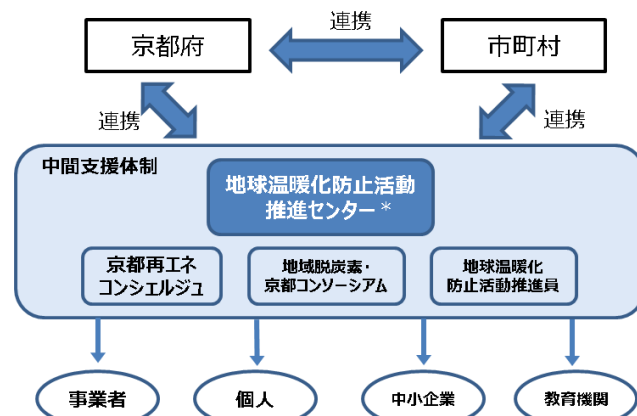 連携
京都府
市町村
連携
連携
中間支援体制
地球温暖化防止活動
推進センター＊
京都再エネ
コンシェルジュ
地域脱炭素・
京都コンソーシアム
地球温暖化
防止活動推進員
事業者
個人
中小企業
教育機関